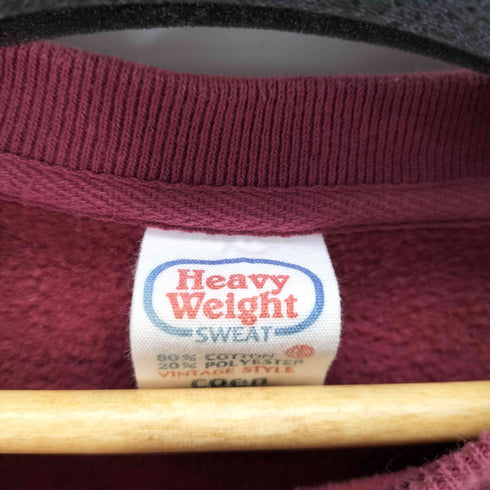 Heavy
Weight
SWEAT
80% COTTON
20% POLYESTER
VINTAGE STYLE